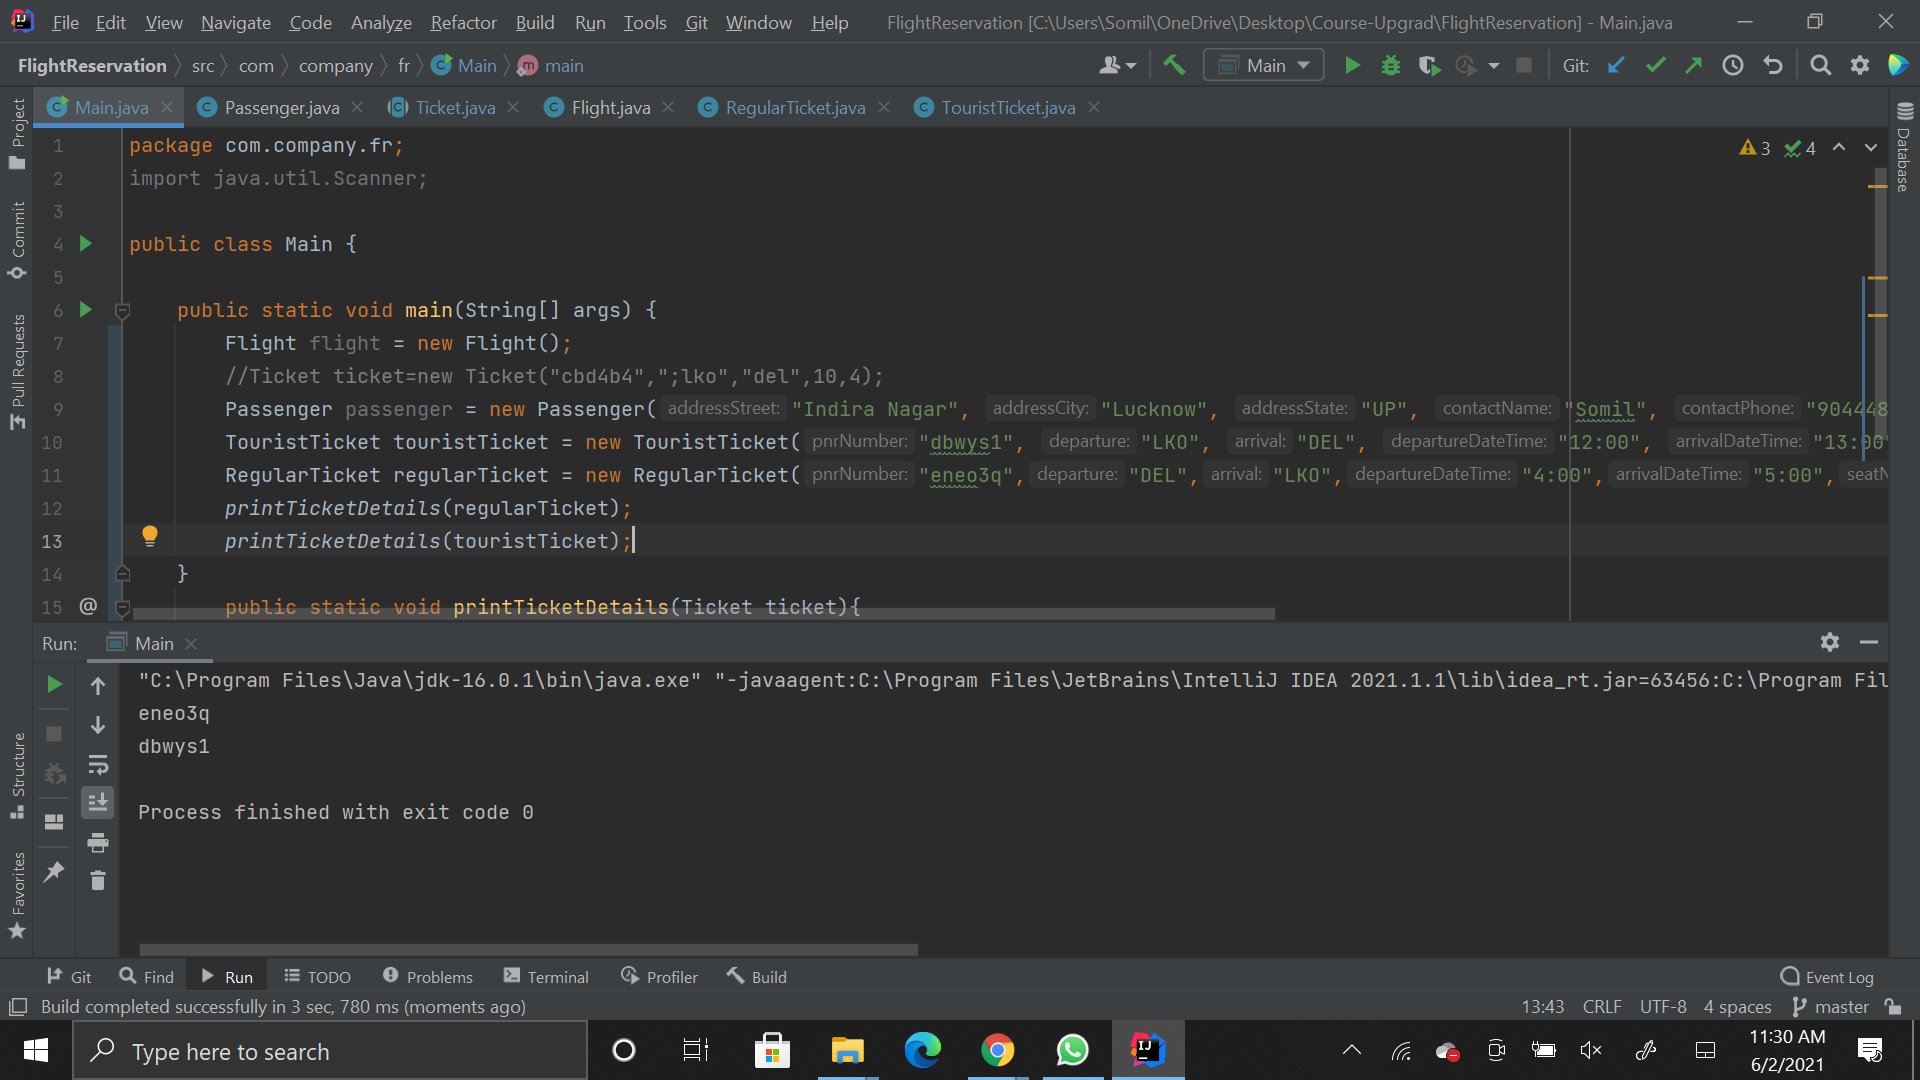 File Edit View Navigate Code Analyze Refactor Build Run Tools Git Window Help FlightReservation [C:\Users\Somil\OneDrive\Desktop\Course-Upgrad\FlightReservation] - Main.java
FlightReservation src com company fr Main main Main Git:
Main.java Passenger.java Ticket.java Flight.java RegularTicket.java TouristTicket.java
Project
Commit
Pull Requests
Structure
Favorites
Database
3 4
1 package com.company.fr;
2 import java.util.Scanner;
3
4 public class Main {
5
6 public static void main(String[] args) {
7 Flight flight = new Flight();
8 //Ticket ticket=new Ticket("cbd4b4",";lko","del",10,4);
9 Passenger passenger = new Passenger( addressStreet: "Indira Nagar", addressCity: "Lucknow", addressState: "UP", contactName: "Somil", contactPhone: "904448
10 TouristTicket touristTicket = new TouristTicket( pnrNumber: "dbwys1", departure: "LKO", arrival: "DEL", departureDateTime: "12:00", arrivalDateTime: "13:00
11 RegularTicket regularTicket = new RegularTicket( pnrNumber: "eneo3q", departure: "DEL", arrival: "LKO", departureDateTime: "4:00", arrivalDateTime: "5:00", seatN
12 printTicketDetails(regularTicket);
13 printTicketDetails(touristTicket);
14 }
15 @ public static void printTicketDetails(Ticket ticket){
Run: Main
"C:\Program Files\Java\jdk-16.0.1\bin\java.exe" "-javaagent:C:\Program Files\JetBrains\IntelliJ IDEA 2021.1.1\lib\idea_rt.jar=63456:C:\Program Fil
eneo3q
dbwys1
Process finished with exit code 0
Git Find Run TODO Problems Terminal Profiler Build Event Log
Build completed successfully in 3 sec, 780 ms (moments ago) 13:43 CRLF UTF-8 4 spaces master
Type here to search
11:30 AM
6/2/2021